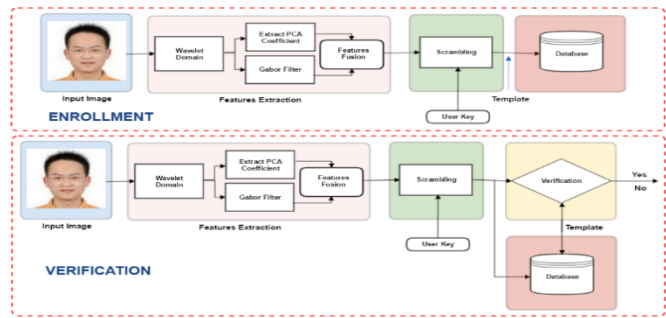 Wavelet
Domain
Extract PCA
Coefficient
Gabor Filter
Features
Fusion
Scrambling
Database
Input Image
Features Extraction
Template
User Key
ENROLLMENT
Wavelet
Domain
Extract PCA
Coefficient
Gabor Filter
Features
Fusion
Scrambling
Verification
Yes
No
Input Image
Features Extraction
User Key
Template
Database
VERIFICATION